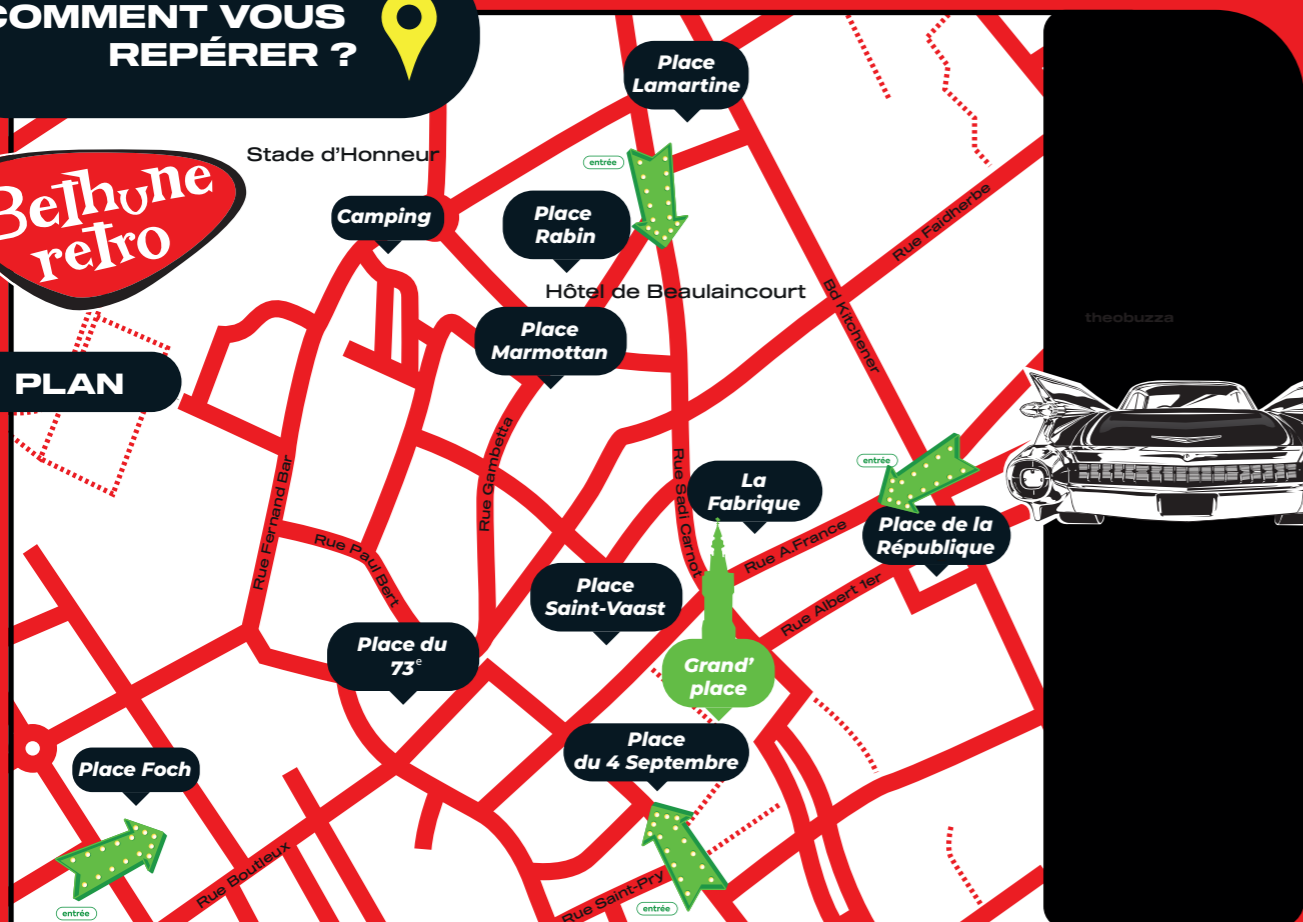 COMMENT VOUS
REPÉRER ?
Place
Lamartine
Stade d'Honneur
entrée
Bethune
retro
Camping
Place
Rabin
Rue Faidherbe
Hôtel de Beaulaincourt
Bd Kitchener
theobuzza
Place
Marmottan
PLAN
Rue Gambetta
Rue Fernand Bar
Rue Sadi Carnot
entrée
La
Fabrique
Place de la
République
Rue A.France
Rue Paul Bert
Rue Albert 1er
Place
Saint-Vaast
Place du
73e
Grand'
place
Place
du 4 Septembre
Place Foch
Rue Boutleux
Rue Saint-Pry
entrée
entrée